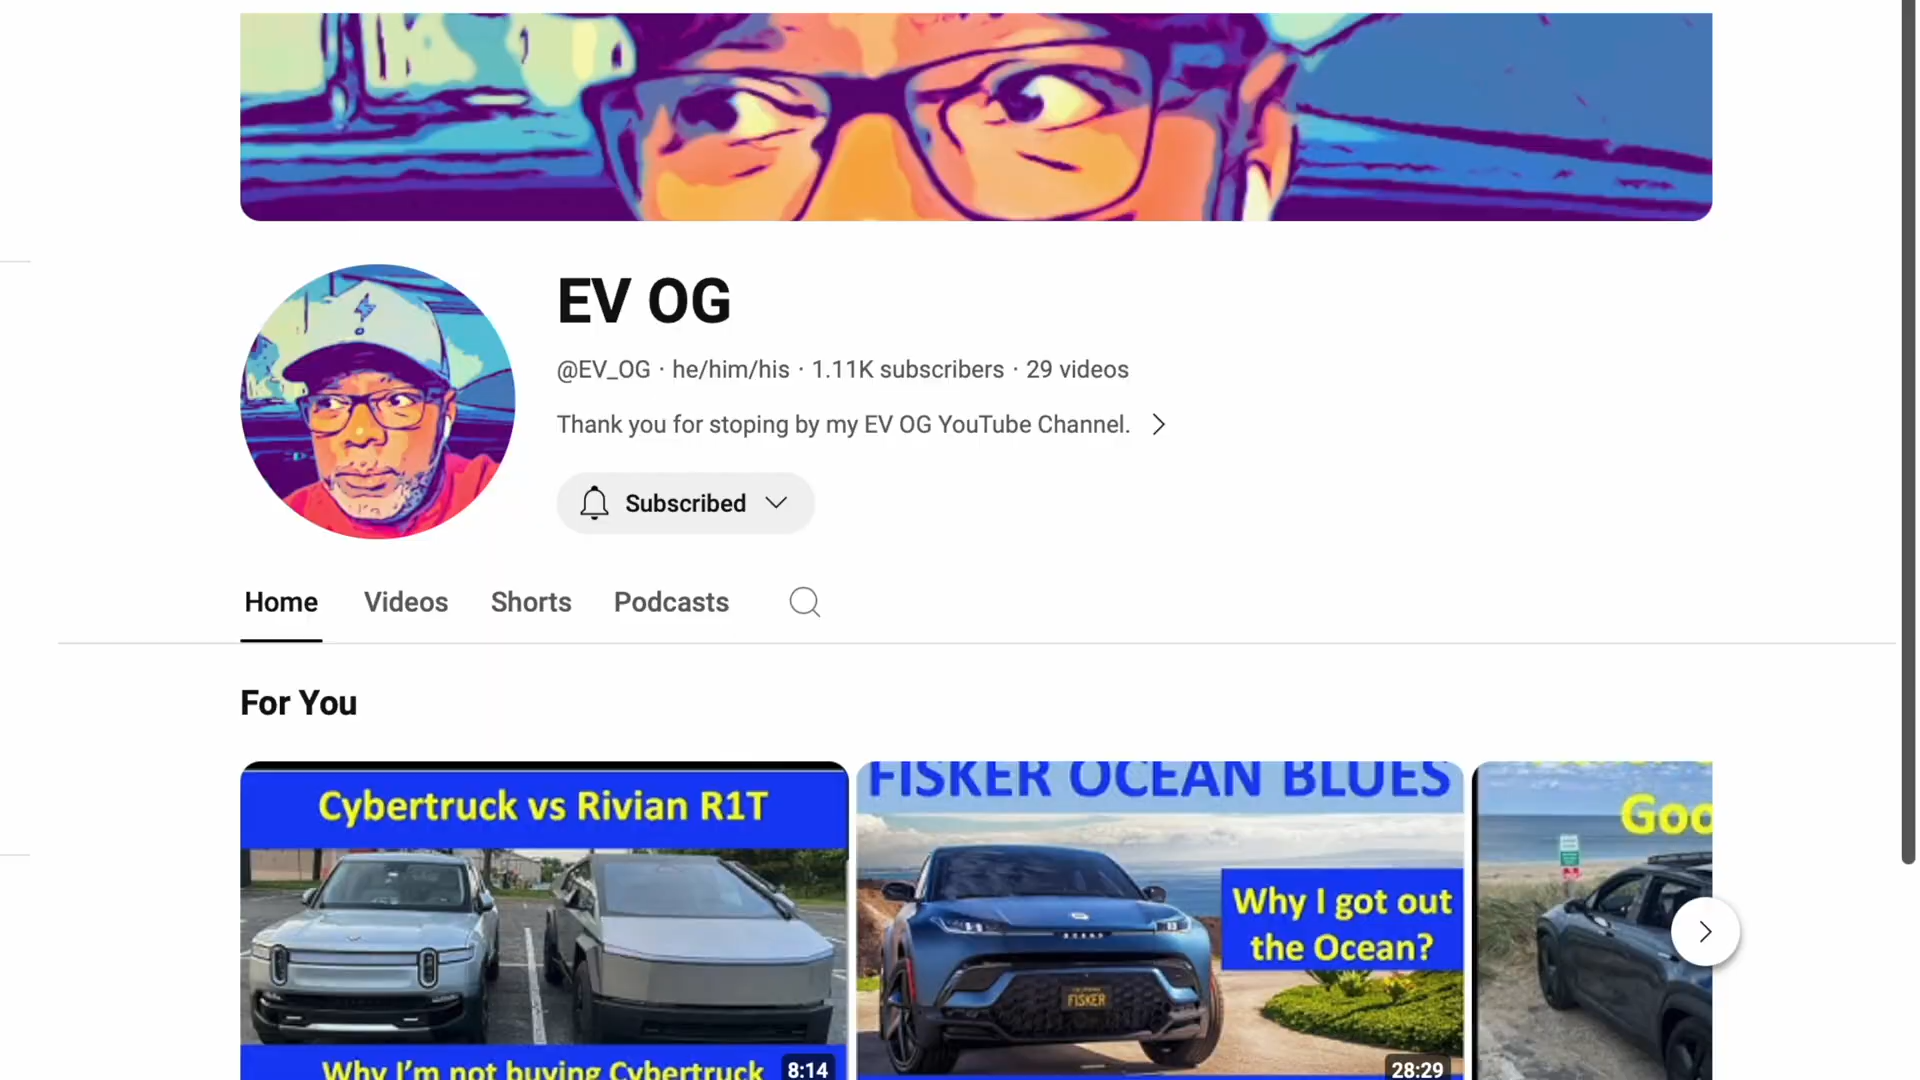 EV OG
@EV_OG · he/him/his · 1.11K subscribers · 29 videos
Thank you for stoping by my EV OG YouTube Channel.
Subscribed
Home Videos Shorts Podcasts
For You
Cybertruck vs Rivian R1T
Why I'm not buying Cybertruck
8:14
FISKER OCEAN BLUES
Why I got out
the Ocean?
FISKER
28:29
Goo